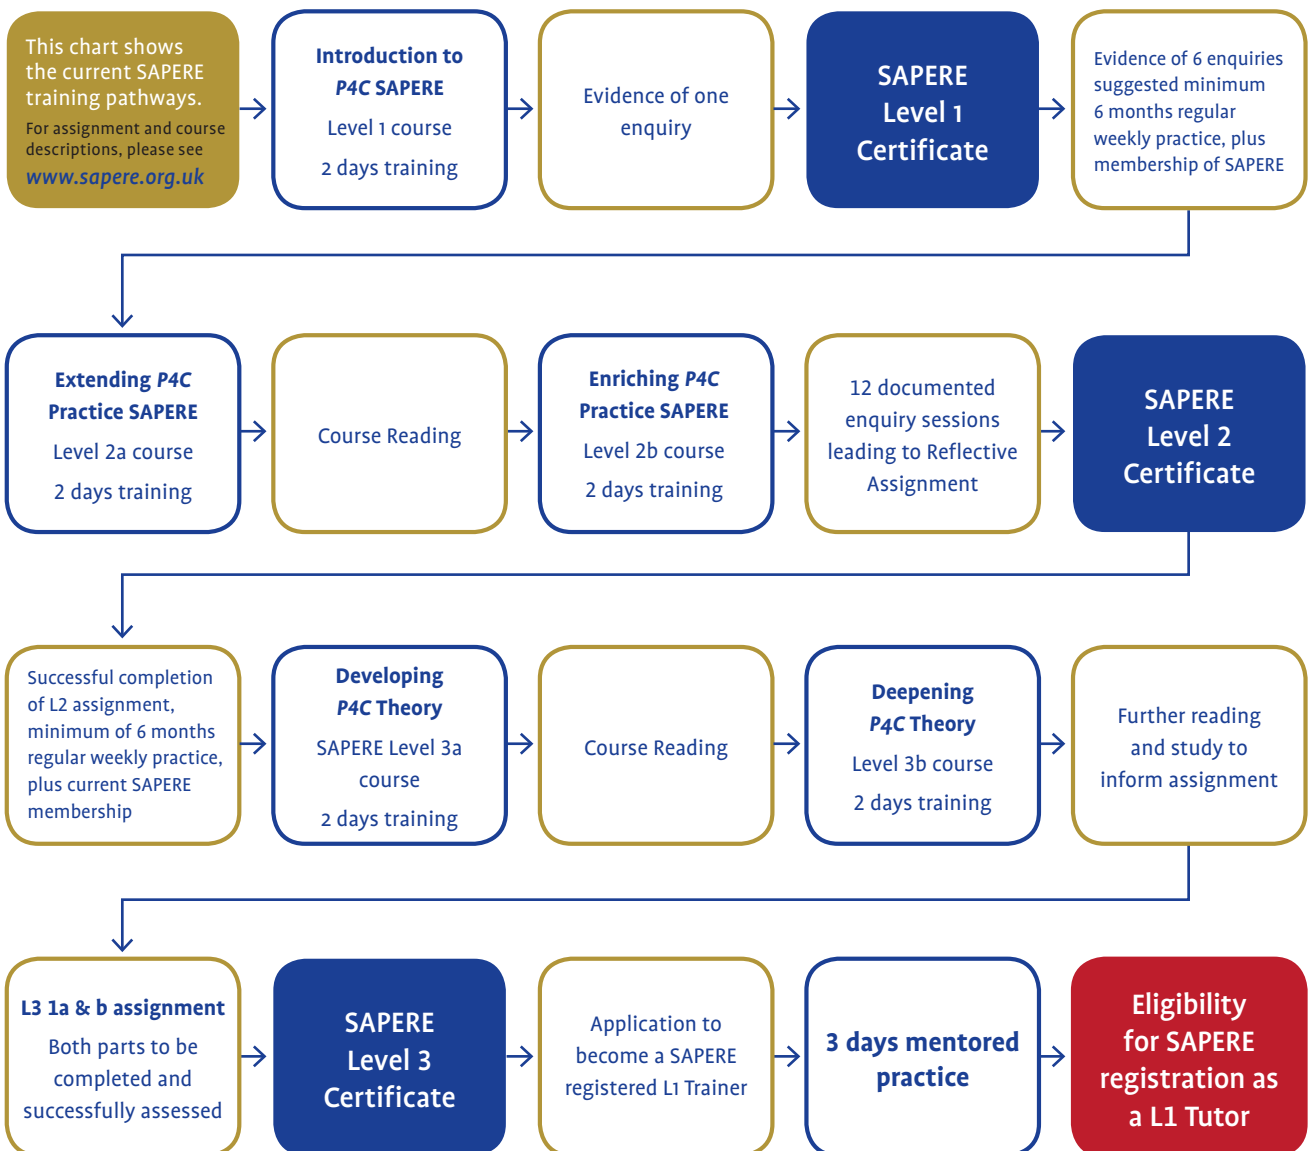 This chart shows
the current SAPERE
training pathways.
For assignment and course
descriptions, please see
www.sapere.org.uk
Introduction to
P4C SAPERE
Level 1 course
2 days training
Evidence of one
enquiry
SAPERE
Level 1
Certificate
Evidence of 6 enquiries
suggested minimum
6 months regular
weekly practice, plus
membership of SAPERE
Extending P4C
Practice SAPERE
Level 2a course
2 days training
Course Reading
Enriching P4C
Practice SAPERE
Level 2b course
2 days training
12 documented
enquiry sessions
leading to Reflective
Assignment
SAPERE
Level 2
Certificate
Successful completion
of L2 assignment,
minimum of 6 months
regular weekly practice,
plus current SAPERE
membership
Developing
P4C Theory
SAPERE Level 3a
course
2 days training
Course Reading
Deepening
P4C Theory
Level 3b course
2 days training
Further reading
and study to
inform assignment
L3 1a & b assignment
Both parts to be
completed and
successfully assessed
SAPERE
Level 3
Certificate
Application to
become a SAPERE
registered L1 Trainer
3 days mentored
practice
Eligibility
for SAPERE
registration as
a L1 Tutor